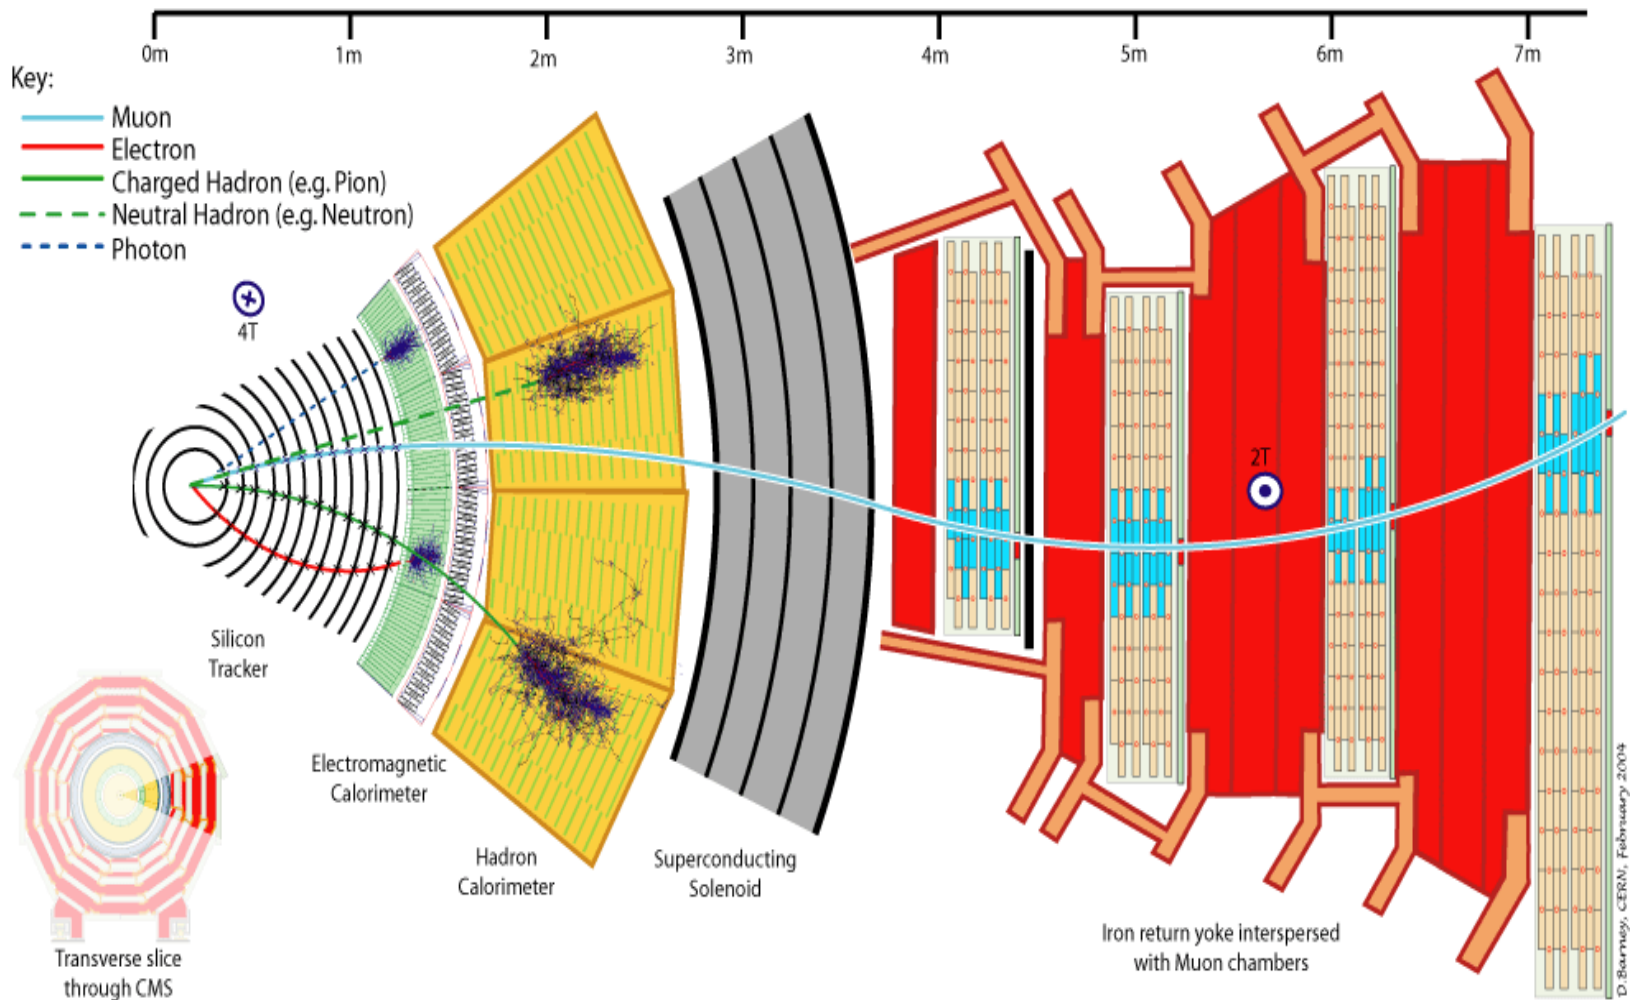 0m 1m 2m 3m 4m 5m 6m 7m
Key:
Muon
Electron
Charged Hadron (e.g. Pion)
Neutral Hadron (e.g. Neutron)
Photon
4T
2T
Silicon
Tracker
Electromagnetic
Calorimeter
Hadron
Calorimeter
Superconducting
Solenoid
Iron return yoke interspersed
with Muon chambers
Transverse slice
through CMS
D.Barney, CERN, February 2004